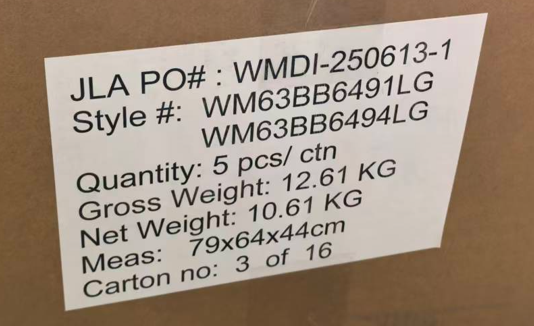 JLA PO# : WMDI-250613-1
Style #: WM63BB6491LG
WM63BB6494LG
Quantity: 5 pcs/ ctn
Gross Weight: 12.61 KG
Net Weight: 10.61 KG
Meas: 79x64x44cm
Carton no: 3 of 16